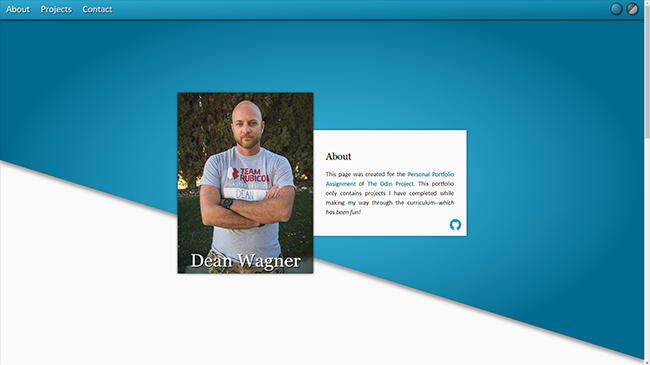 About Projects Contact
TEAM
RUBICO
DEAN
Dean Wagner
About
This page was created for the Personal Portfolio
Assignment of The Odin Project. This portfolio
only contains projects I have completed while
making my way through the curriculum--which
has been fun!